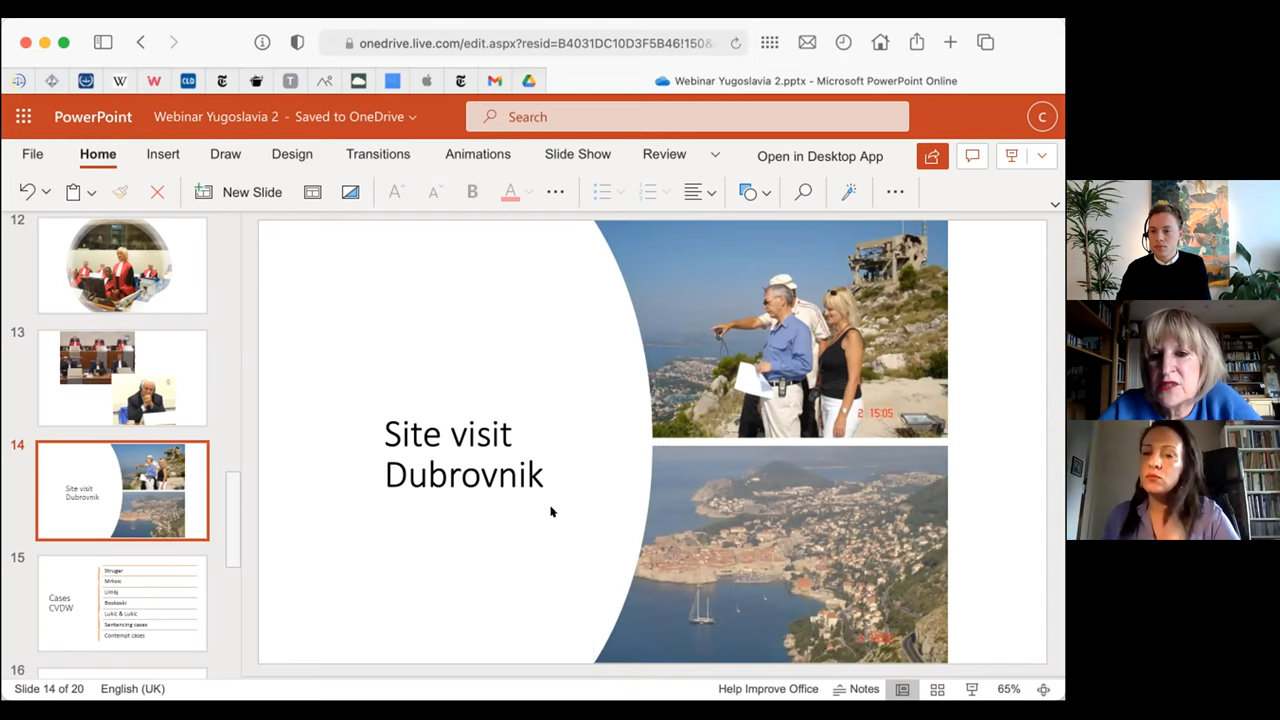 onedrive.live.com/edit.aspx?resid=B4031DC10D3F5B46!150&
W
W
CLD
T
Webinar Yugoslavia 2.pptx - Microsoft PowerPoint Online
PowerPoint
Webinar Yugoslavia 2 - Saved to OneDrive
Search
C
File
Home
Insert
Draw
Design
Transitions
Animations
Slide Show
Review
Open in Desktop App
New Slide
A
A
B
A
12
13
14
Site visit
Dubrovnik
15
Cases
CVDW
Struger
Mrksic
Limaj
Boskoski
Lukic & Lukic
Sentencing cases
Contempt cases
16
Site visit
Dubrovnik
2 15:05
Slide 14 of 20
English (UK)
Help Improve Office
Notes
65%